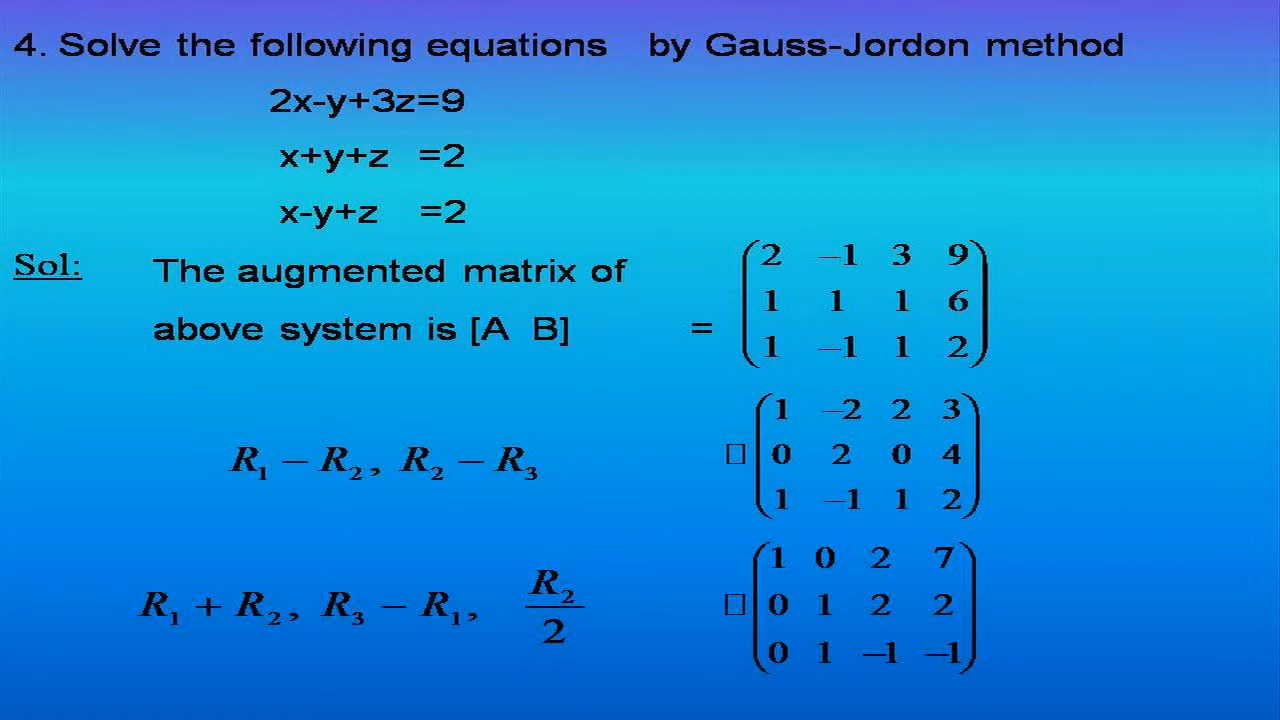 4. Solve the following equations by Gauss-Jordon method
2x-y+3z=9
x+y+z =2
x-y+z =2
Sol: The augmented matrix of
above system is [A B] =
2 −1 3 9
1 1 1 6
1 −1 1 2
R₁ − R₂, R₂ − R₃
□
1 −2 2 3
0 2 0 4
1 −1 1 2
R₁ + R₂, R₃ − R₁, R₂/2
□
1 0 2 7
0 1 2 2
0 1 −1 −1